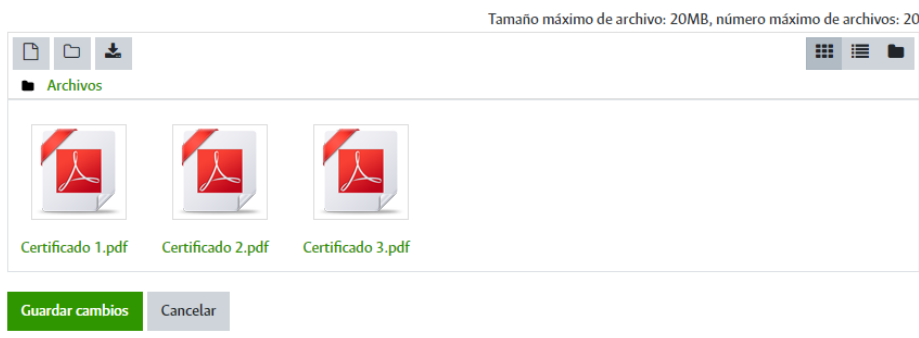 Tamaño máximo de archivo: 20MB, número máximo de archivos: 20
Archivos
Certificado 1.pdf Certificado 2.pdf Certificado 3.pdf
Guardar cambios Cancelar